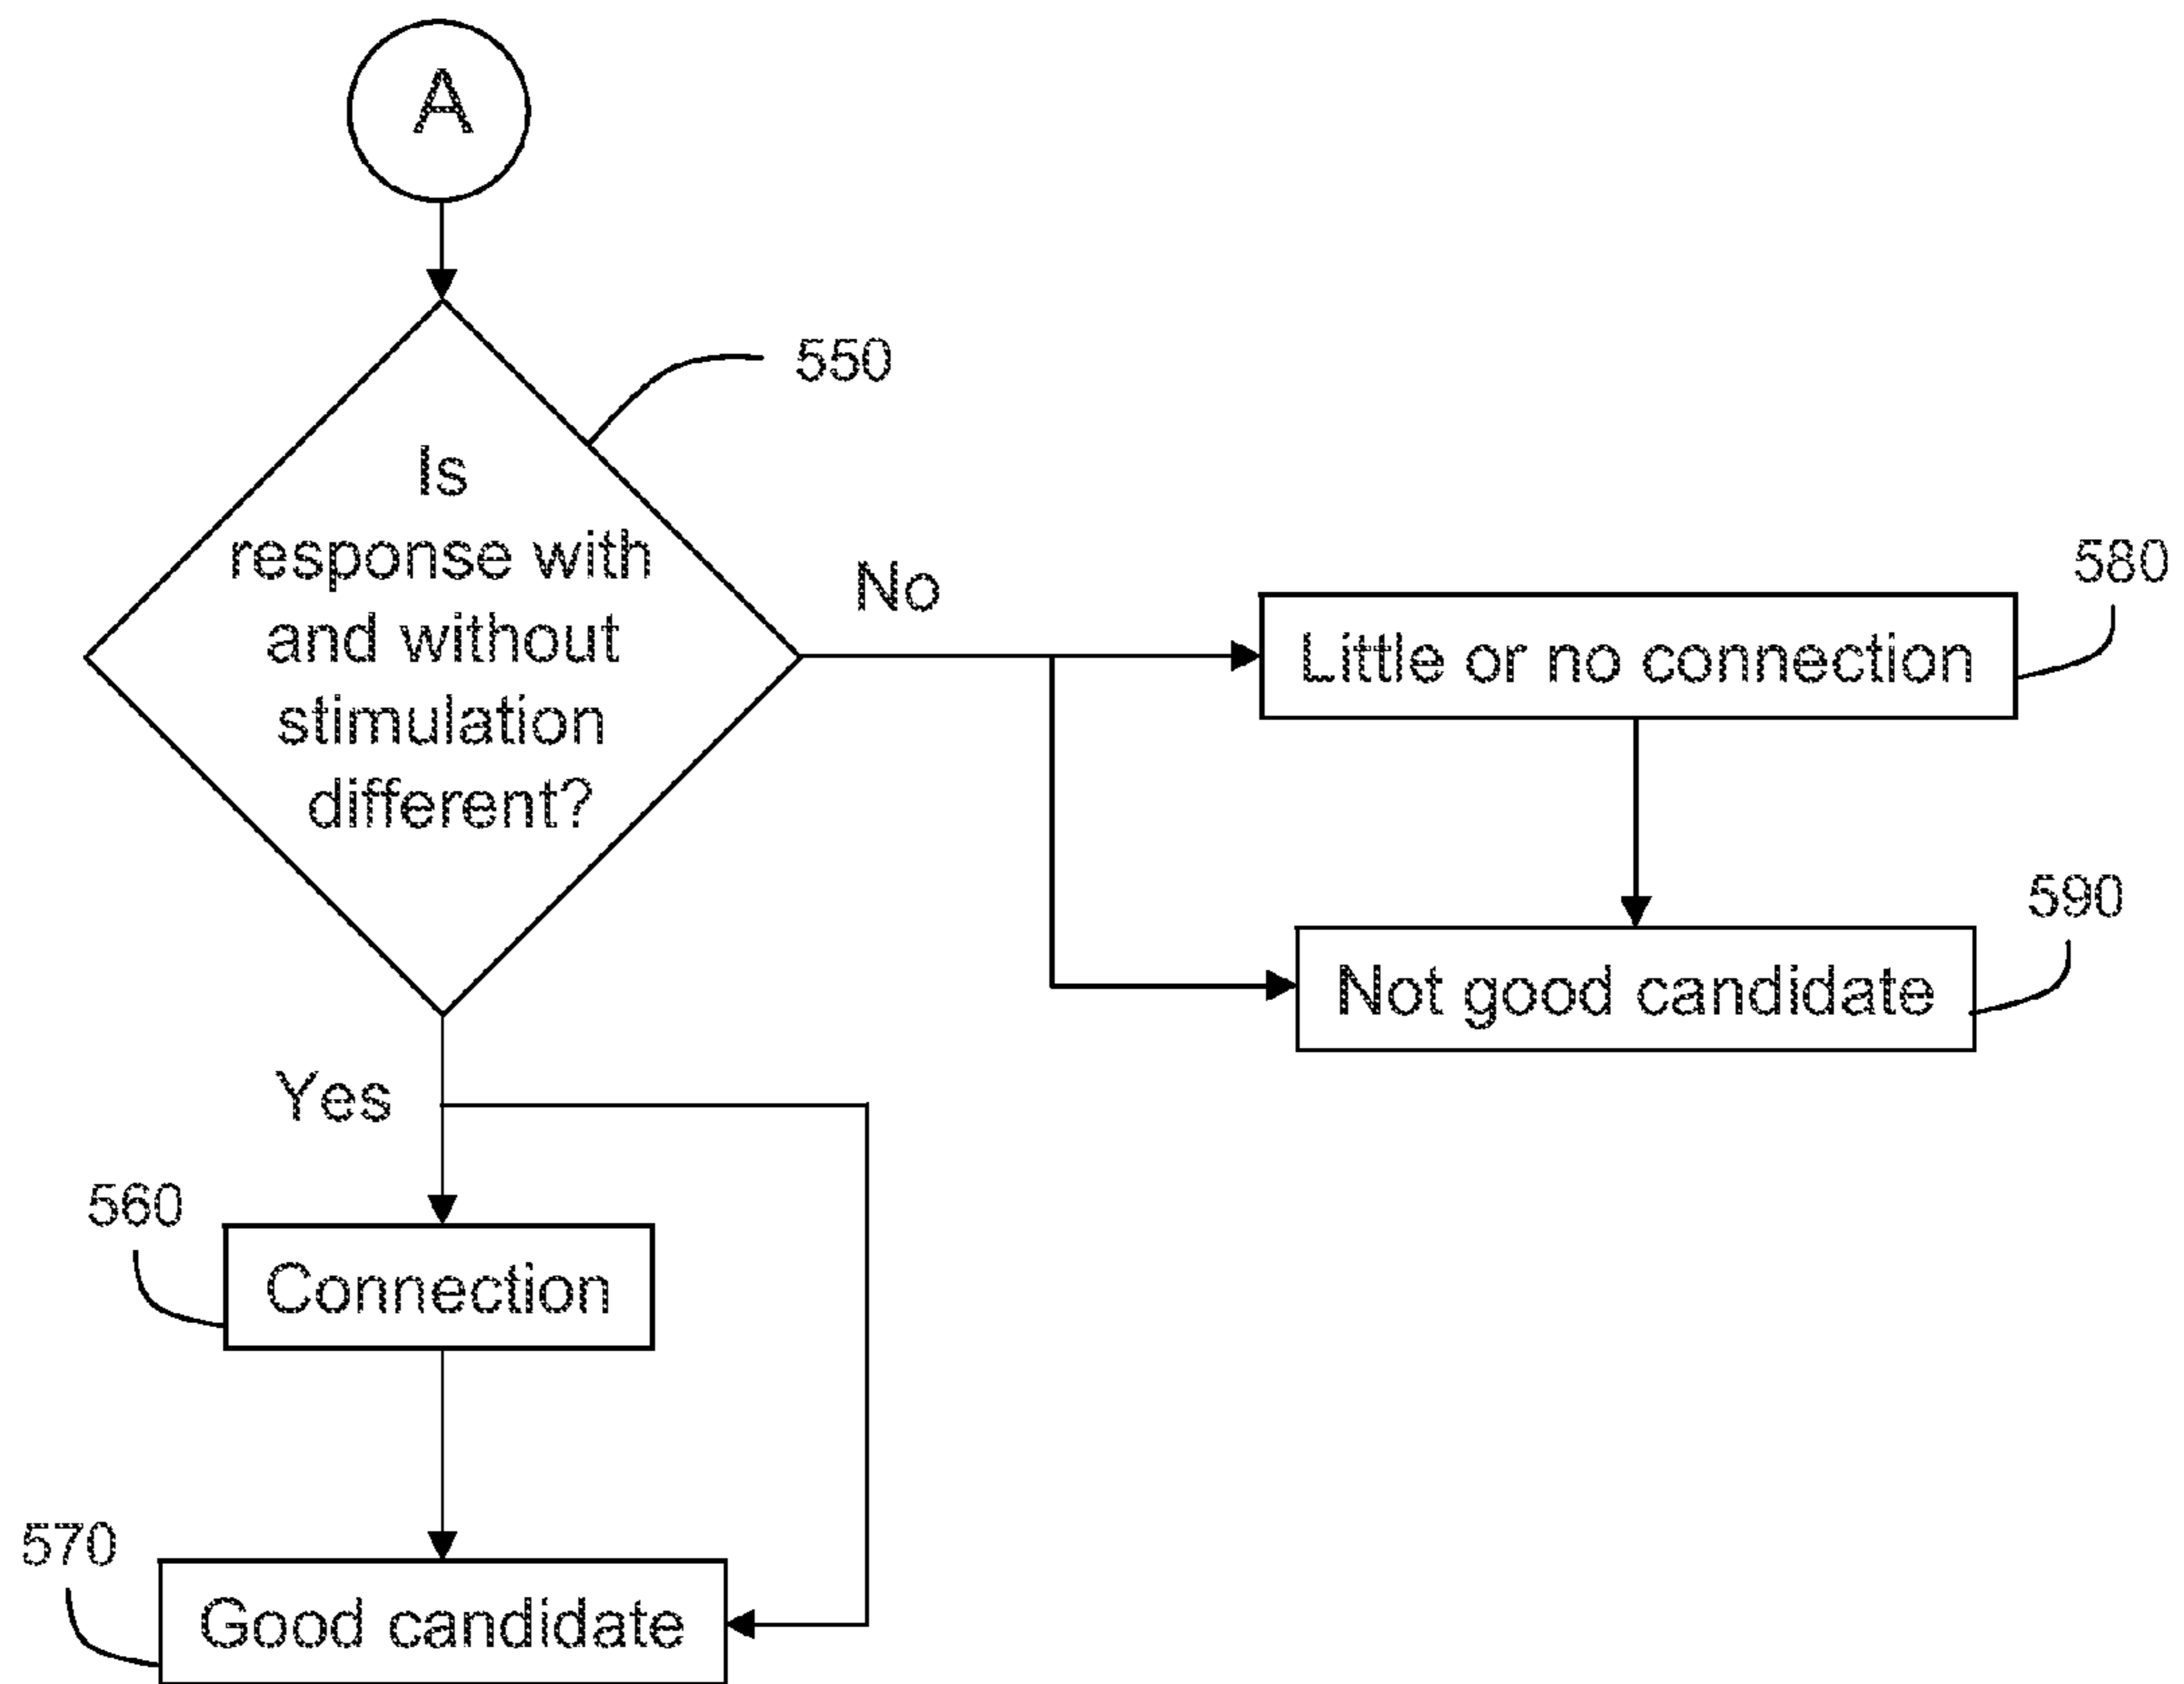 A
550
Is
response with
and without
stimulation
different?
No
580
Little or no connection
590
Not good candidate
Yes
560
Connection
570
Good candidate